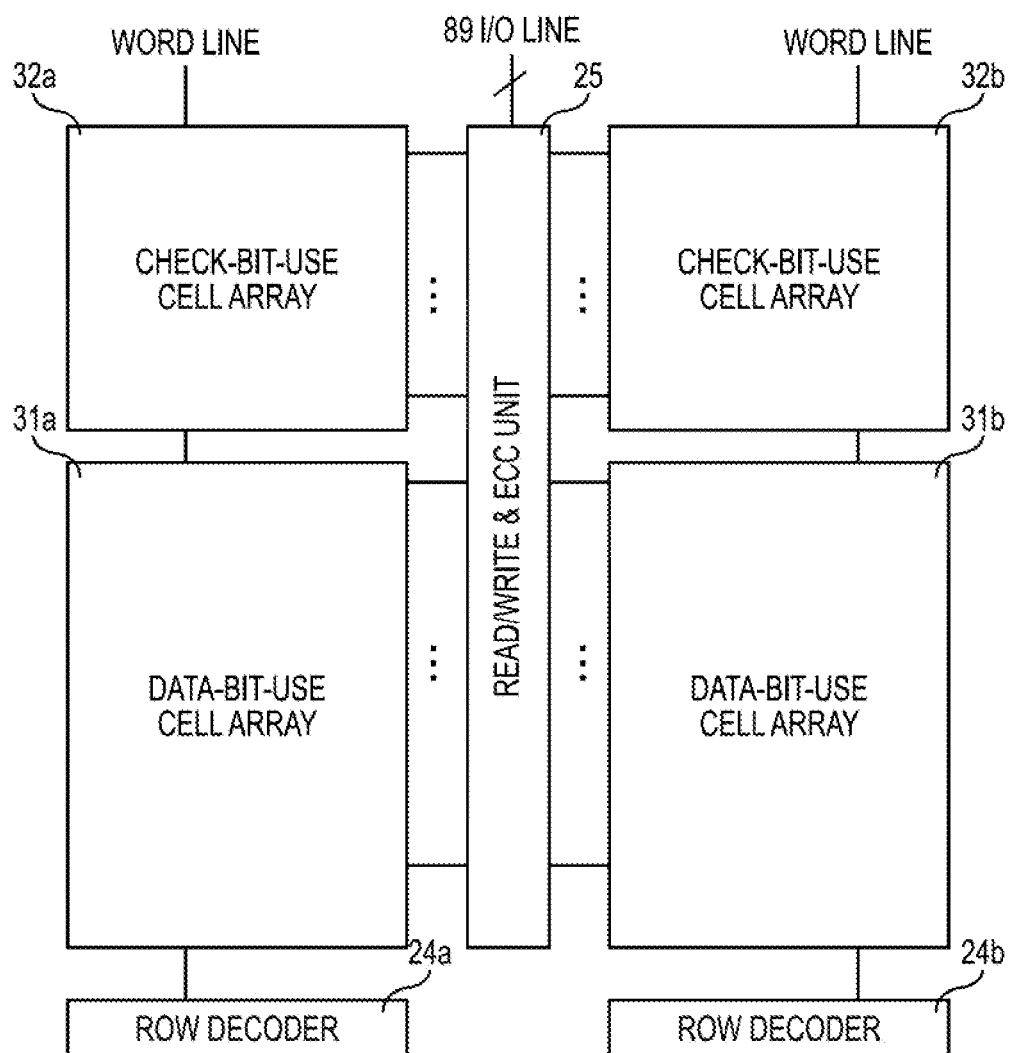 WORD LINE
89 I/O LINE
WORD LINE
32a
25
32b
CHECK-BIT-USE
CELL ARRAY
CHECK-BIT-USE
CELL ARRAY
31a
31b
READ/WRITE & ECC UNIT
DATA-BIT-USE
CELL ARRAY
DATA-BIT-USE
CELL ARRAY
24a
24b
ROW DECODER
ROW DECODER